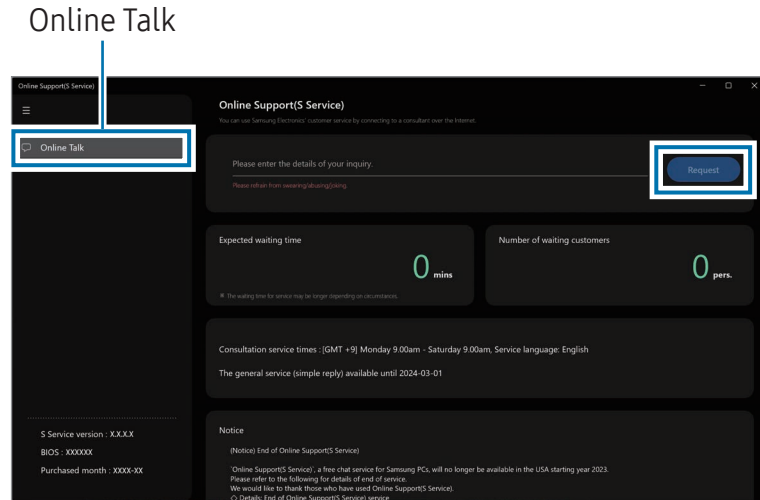 Online Talk
Online Support(S Service)
Online Support(S Service)
You can use Samsung Electronics' customer service by connecting to a consultant over the Internet.
Online Talk
Please enter the details of your inquiry.
Request
Please refrain from swearing/abusing/joking.
Expected waiting time
Number of waiting customers
0 mins
0 pers.
※ The waiting time for service may be longer depending on circumstances.
Consultation service times : [GMT +9] Monday 9.00am - Saturday 9.00am, Service language: English
The general service (simple reply) available until 2024-03-01
S Service version : X.X.X.X
BIOS : XXXXXX
Purchased month : XXXX-XX
Notice
(Notice) End of Online Support(S Service)
'Online Support(S Service)', a free chat service for Samsung PCs, will no longer be available in the USA starting year 2023.
Please refer to the following for details of end of service.
We would like to thank those who have used Online Support(S Service).
◇ Details: End of Online Support(S Service) service